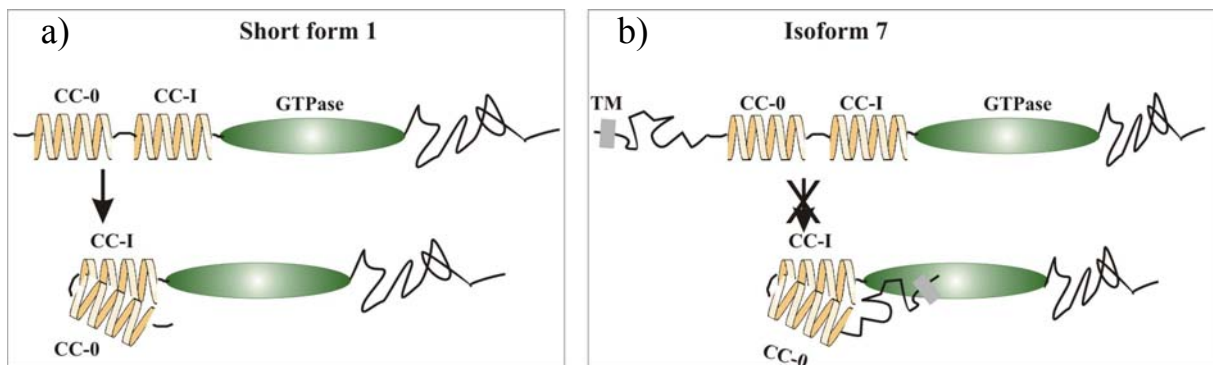 a) Short form 1
CC-0 CC-I GTPase
CC-I
CC-0
b) Isoform 7
TM CC-0 CC-I GTPase
CC-I
CC-0